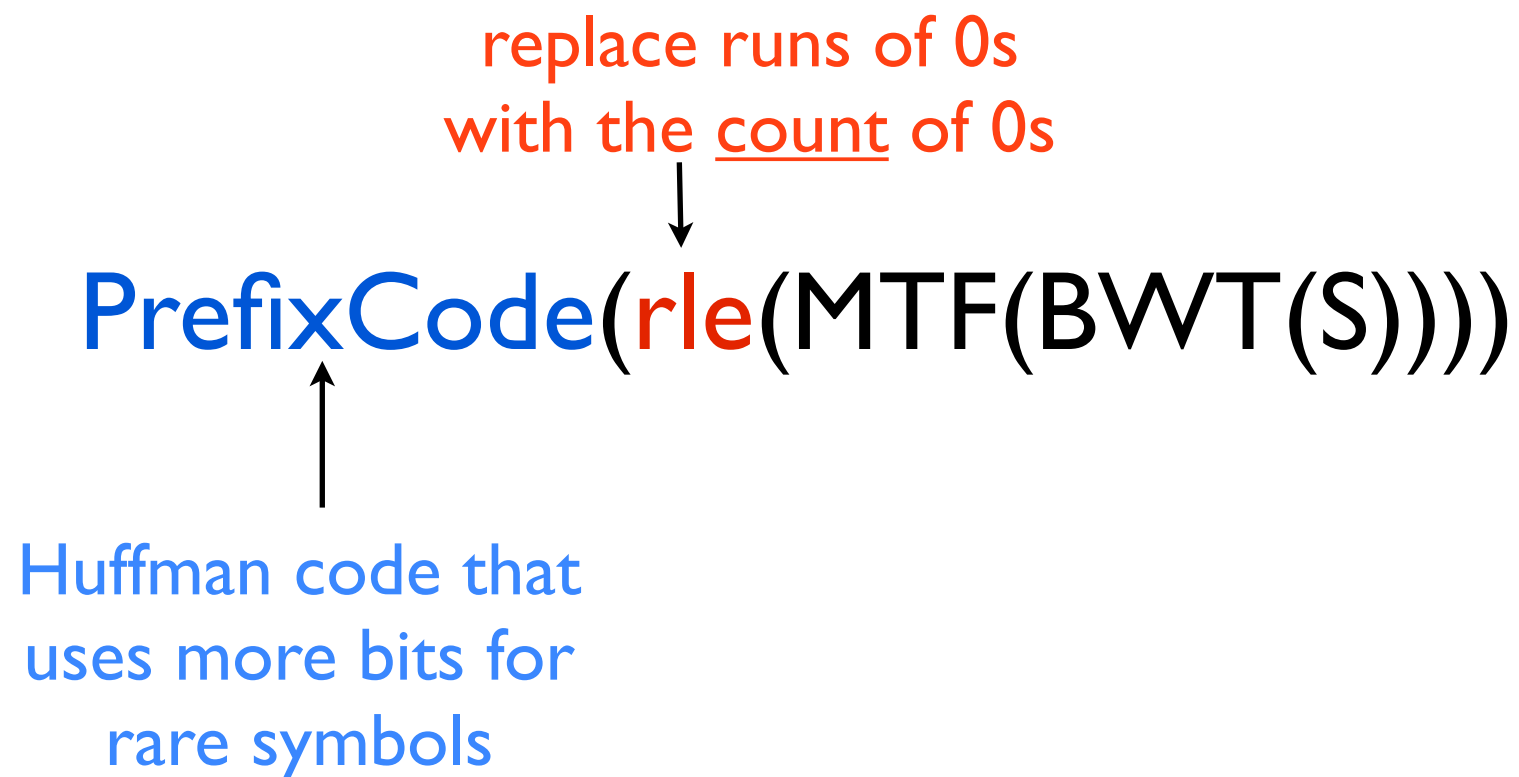 replace runs of 0s
with the count of 0s
PrefixCode(rle(MTF(BWT(S))))
Huffman code that
uses more bits for
rare symbols